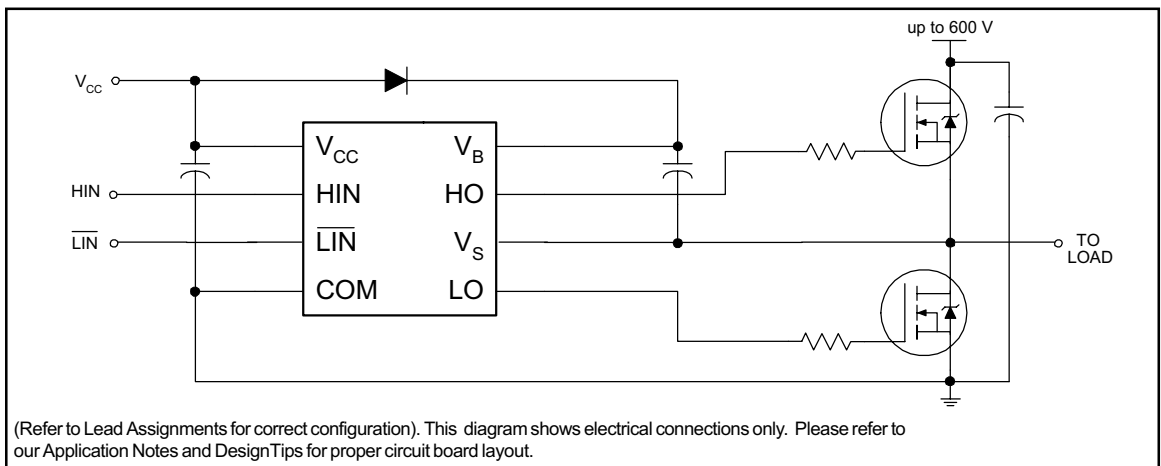 up to 600 V
VCC
VCC
VB
HIN
HIN
HO
LIN
LIN
VS
TO
LOAD
COM
LO
(Refer to Lead Assignments for correct configuration). This diagram shows electrical connections only. Please refer to
our Application Notes and DesignTips for proper circuit board layout.